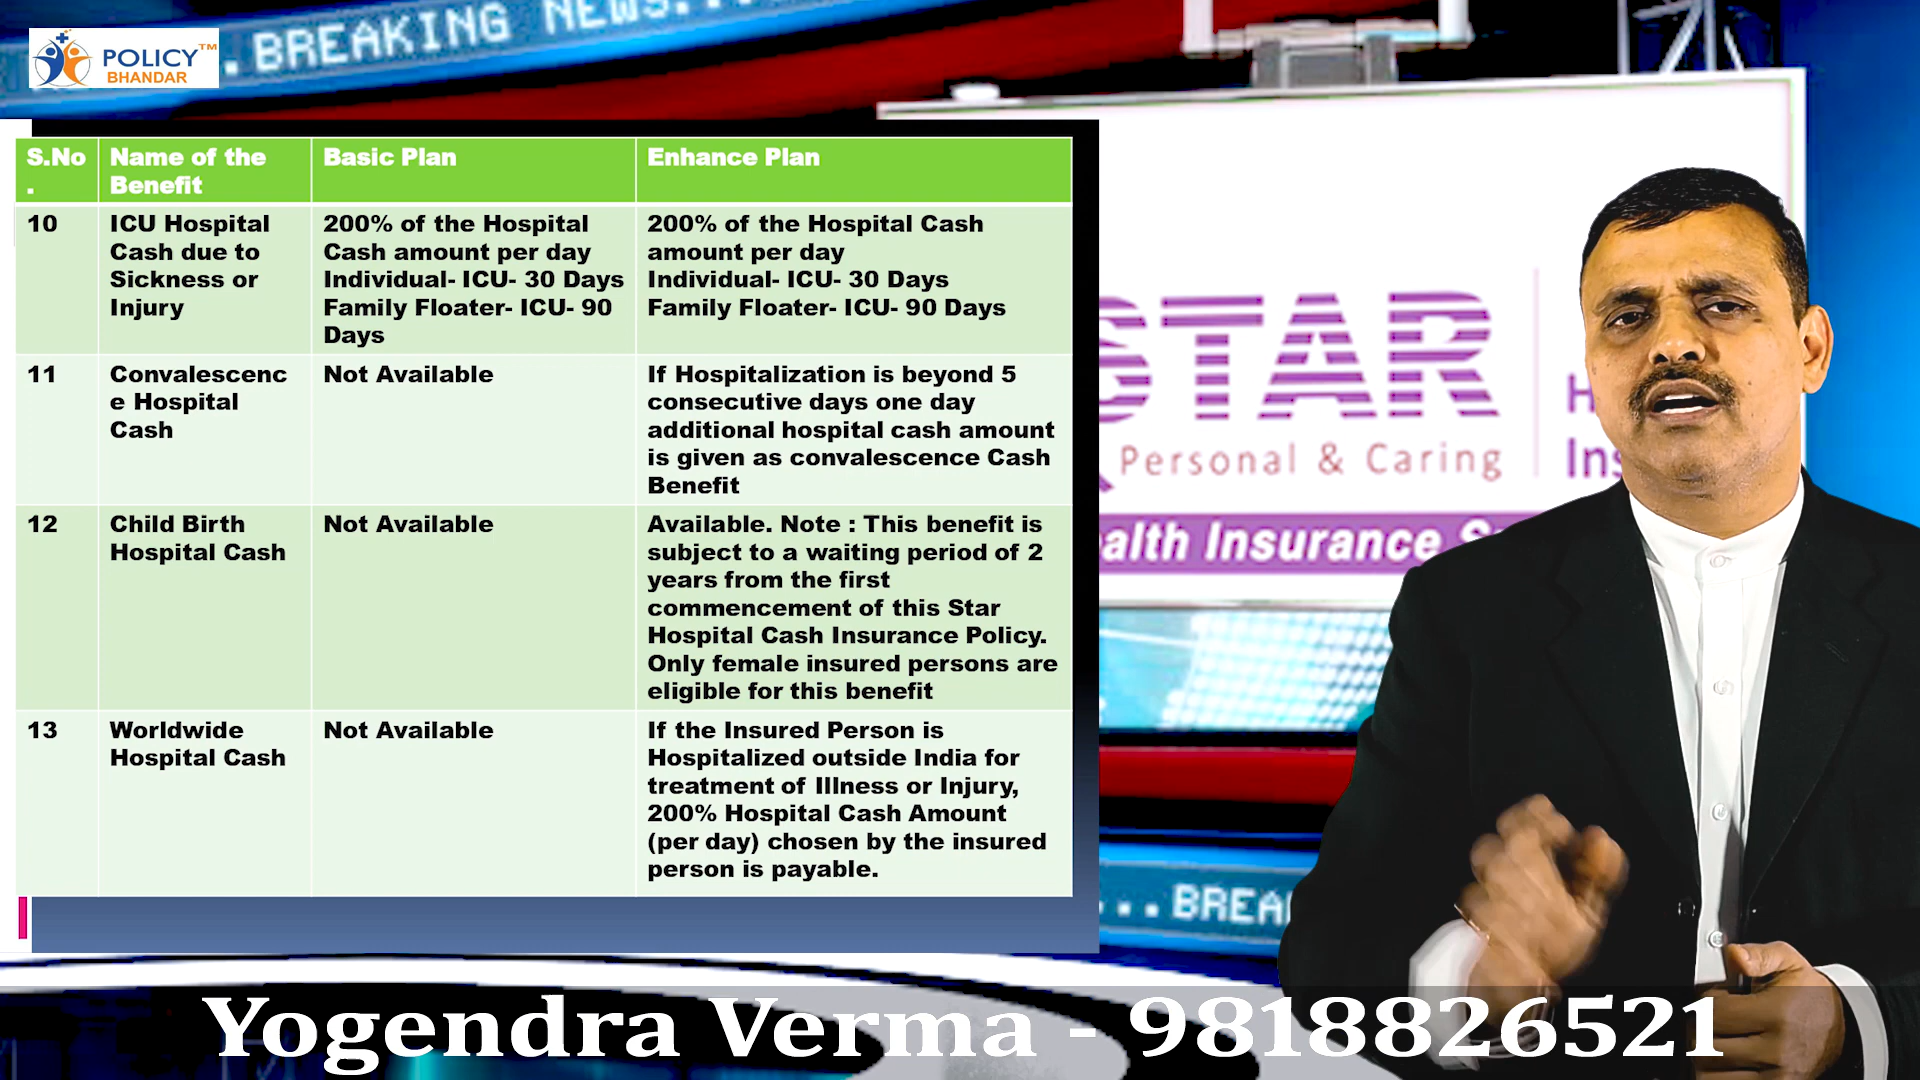 ...BREAKING NEWS...
POLICY™
BHANDAR
S.No
.
Name of the
Benefit
Basic Plan
Enhance Plan
10
ICU Hospital
Cash due to
Sickness or
Injury
200% of the Hospital
Cash amount per day
Individual- ICU- 30 Days
Family Floater- ICU- 90
Days
200% of the Hospital Cash
amount per day
Individual- ICU- 30 Days
Family Floater- ICU- 90 Days
11
Convalescenc
e Hospital
Cash
Not Available
If Hospitalization is beyond 5
consecutive days one day
additional hospital cash amount
is given as convalescence Cash
Benefit
12
Child Birth
Hospital Cash
Not Available
Available. Note : This benefit is
subject to a waiting period of 2
years from the first
commencement of this Star
Hospital Cash Insurance Policy.
Only female insured persons are
eligible for this benefit
13
Worldwide
Hospital Cash
Not Available
If the Insured Person is
Hospitalized outside India for
treatment of Illness or Injury,
200% Hospital Cash Amount
(per day) chosen by the insured
person is payable.
STAR
Personal & Caring
H
Ins
alth Insurance S
...BREA
Yogendra Verma - 9818826521